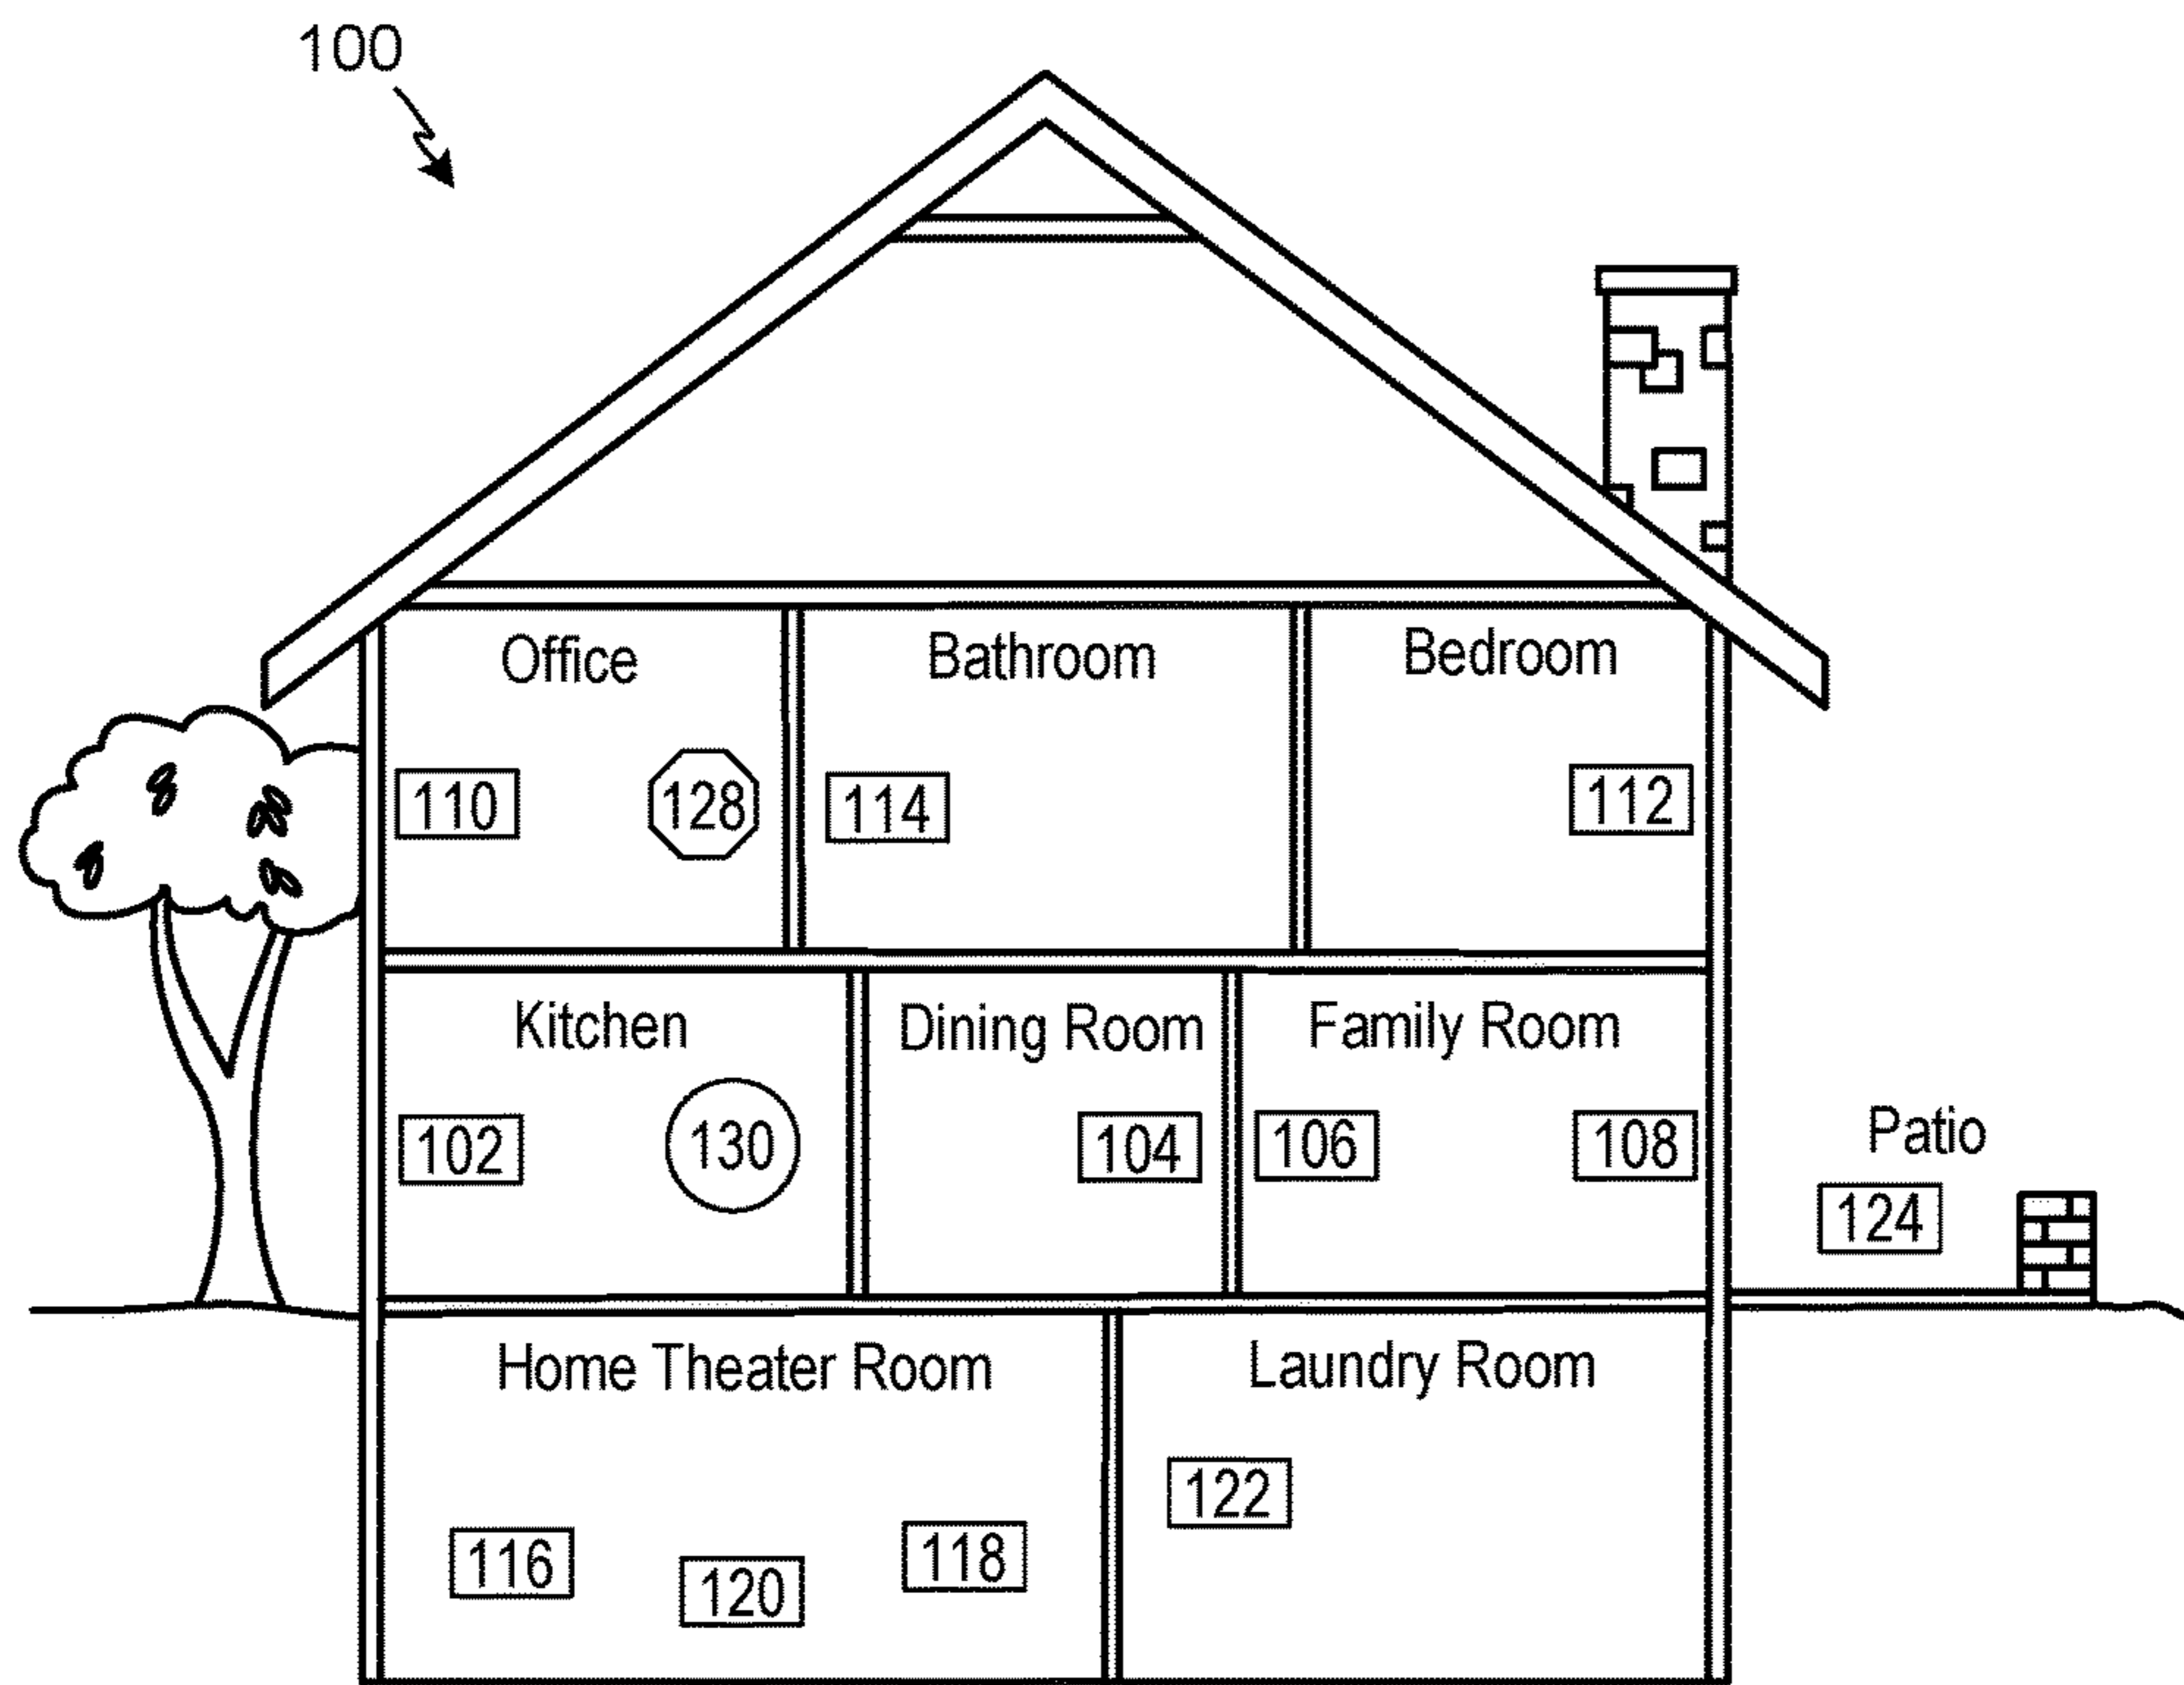 100
Office
Bathroom
Bedroom
110
128
114
112
Kitchen
Dining Room
Family Room
102
130
104
106
108
Patio
124
Home Theater Room
Laundry Room
122
116
120
118